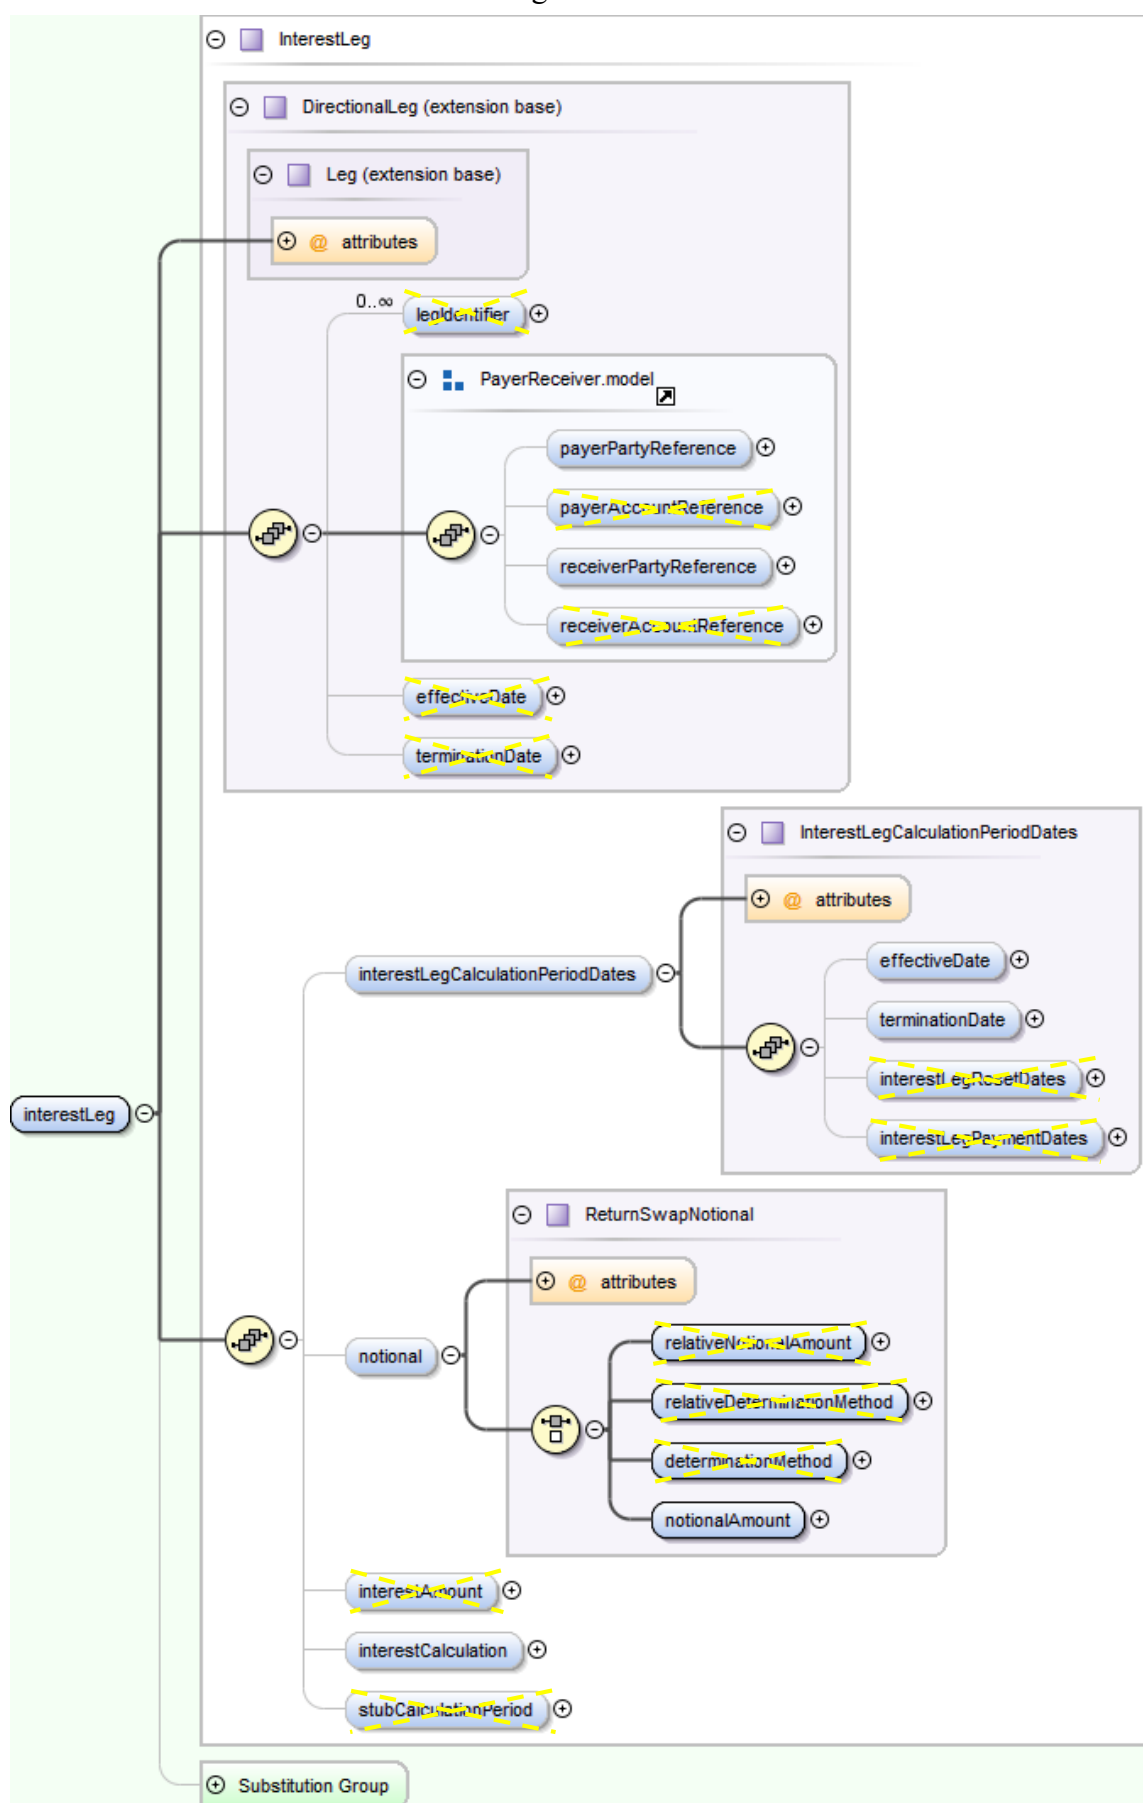 InterestLeg
DirectionalLeg (extension base)
Leg (extension base)
@ attributes
0..∞
legIdentifier
PayerReceiver.model
payerPartyReference
payerAccountReference
receiverPartyReference
receiverAccountReference
effectiveDate
terminationDate
InterestLegCalculationPeriodDates
@ attributes
effectiveDate
interestLegCalculationPeriodDates
terminationDate
interestLegResetDates
interestLeg
interestLegPaymentDates
ReturnSwapNotional
@ attributes
relativeNotionalAmount
notional
relativeDeterminationMethod
determinationMethod
notionalAmount
interestAmount
interestCalculation
stubCalculationPeriod
Substitution Group